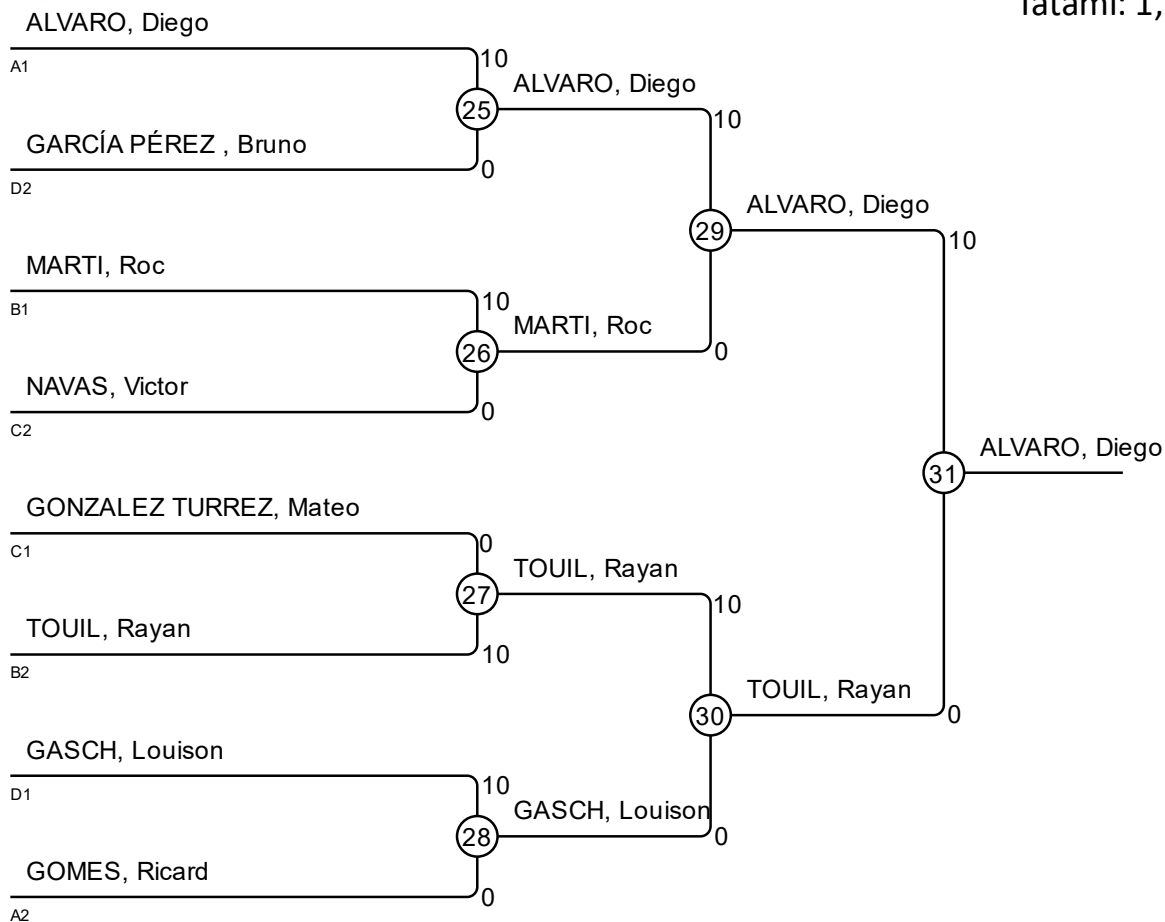 Tatami: 1,
ALVARO, Diego
A1
10
ALVARO, Diego
25
10
GARCÍA PÉREZ , Bruno
0
D2
ALVARO, Diego
29
10
MARTI, Roc
B1
10
MARTI, Roc
26
0
NAVAS, Victor
0
C2
ALVARO, Diego
31
GONZALEZ TURREZ, Mateo
C1
0
TOUIL, Rayan
27
10
TOUIL, Rayan
10
B2
TOUIL, Rayan
30
0
GASCH, Louison
D1
10
GASCH, Louison
28
0
GOMES, Ricard
0
A2